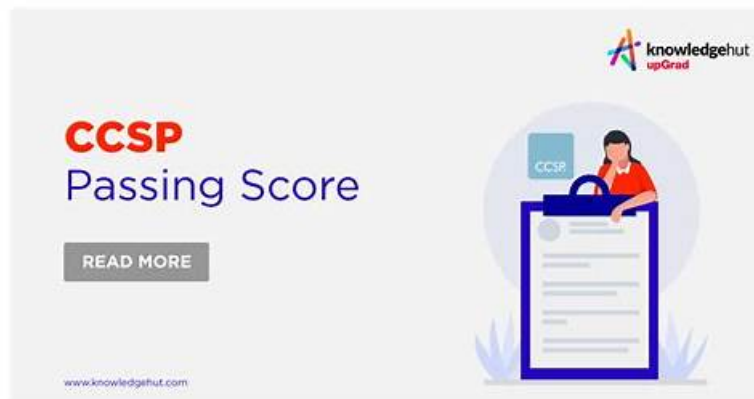 knowledgehut
upGrad
CCSP
Passing Score
CCSP
READ MORE
www.knowledgehut.com